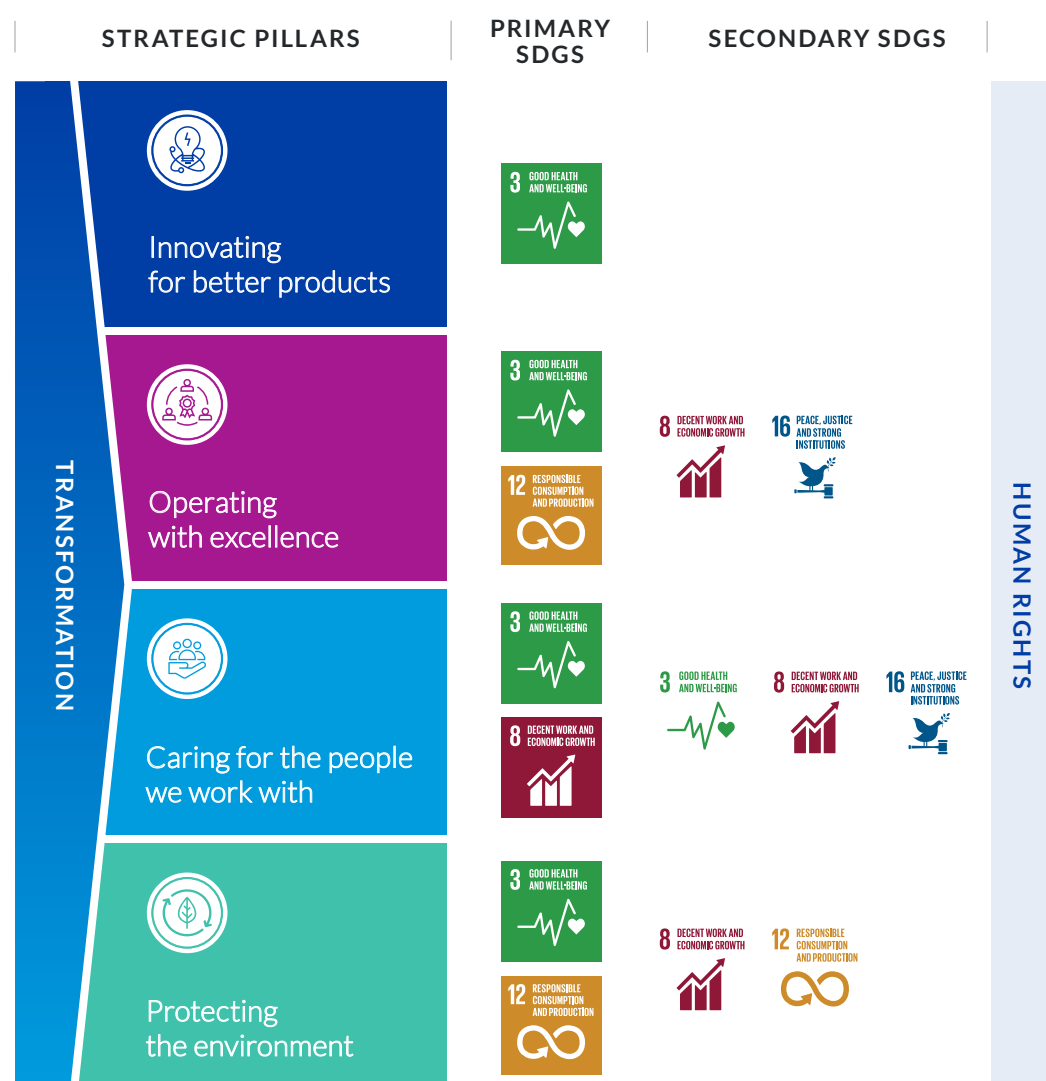 STRATEGIC PILLARS
PRIMARY
SDGS
SECONDARY SDGS
TRANSFORMATION
HUMAN RIGHTS
Innovating
for better products
3 GOOD HEALTH
AND WELL-BEING
Operating
with excellence
3 GOOD HEALTH
AND WELL-BEING
12 RESPONSIBLE
CONSUMPTION
AND PRODUCTION
8 DECENT WORK AND
ECONOMIC GROWTH
16 PEACE, JUSTICE
AND STRONG
INSTITUTIONS
Caring for the people
we work with
3 GOOD HEALTH
AND WELL-BEING
8 DECENT WORK AND
ECONOMIC GROWTH
3 GOOD HEALTH
AND WELL-BEING
8 DECENT WORK AND
ECONOMIC GROWTH
16 PEACE, JUSTICE
AND STRONG
INSTITUTIONS
Protecting
the environment
3 GOOD HEALTH
AND WELL-BEING
12 RESPONSIBLE
CONSUMPTION
AND PRODUCTION
8 DECENT WORK AND
ECONOMIC GROWTH
12 RESPONSIBLE
CONSUMPTION
AND PRODUCTION